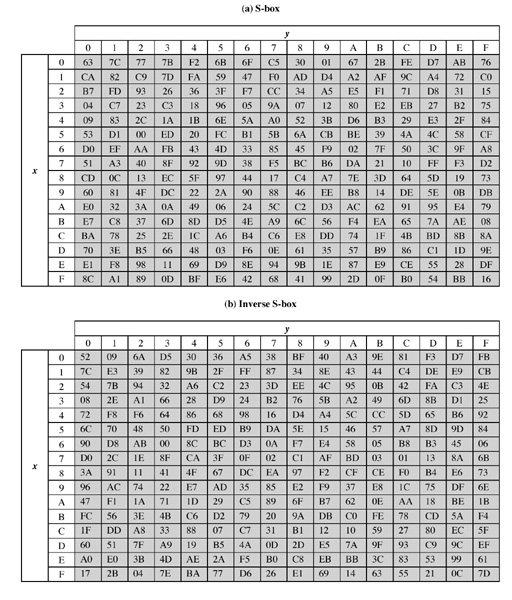 (a) S-box
y
0 1 2 3 4 5 6 7 8 9 A B C D E F
0 63 7C 77 7B F2 6B 6F C5 30 01 67 2B FE D7 AB 76
1 CA 82 C9 7D FA 59 47 F0 AD D4 A2 AF 9C A4 72 C0
2 B7 FD 93 26 36 3F F7 CC 34 A5 E5 F1 71 D8 31 15
3 04 C7 23 C3 18 96 05 9A 07 12 80 E2 EB 27 B2 75
4 09 83 2C 1A 1B 6E 5A A0 52 3B D6 B3 29 E3 2F 84
5 53 D1 00 ED 20 FC B1 5B 6A CB BE 39 4A 4C 58 CF
6 D0 EF AA FB 43 4D 33 85 45 F9 02 7F 50 3C 9F A8
x 7 51 A3 40 8F 92 9D 38 F5 BC B6 DA 21 10 FF F3 D2
8 CD 0C 13 EC 5F 97 44 17 C4 A7 7E 3D 64 5D 19 73
9 60 81 4F DC 22 2A 90 88 46 EE B8 14 DE 5E 0B DB
A E0 32 3A 0A 49 06 24 5C C2 D3 AC 62 91 95 E4 79
B E7 C8 37 6D 8D D5 4E A9 6C 56 F4 EA 65 7A AE 08
C BA 78 25 2E 1C A6 B4 C6 E8 DD 74 1F 4B BD 8B 8A
D 70 3E B5 66 48 03 F6 0E 61 35 57 B9 86 C1 1D 9E
E E1 F8 98 11 69 D9 8E 94 9B 1E 87 E9 CE 55 28 DF
F 8C A1 89 0D BF E6 42 68 41 99 2D 0F B0 54 BB 16
(b) Inverse S-box
y
0 1 2 3 4 5 6 7 8 9 A B C D E F
0 52 09 6A D5 30 36 A5 38 BF 40 A3 9E 81 F3 D7 FB
1 7C E3 39 82 9B 2F FF 87 34 8E 43 44 C4 DE E9 CB
2 54 7B 94 32 A6 C2 23 3D EE 4C 95 0B 42 FA C3 4E
3 08 2E A1 66 28 D9 24 B2 76 5B A2 49 6D 8B D1 25
4 72 F8 F6 64 86 68 98 16 D4 A4 5C CC 5D 65 B6 92
5 6C 70 48 50 FD ED B9 DA 5E 15 46 57 A7 8D 9D 84
6 90 D8 AB 00 8C BC D3 0A F7 E4 58 05 B8 B3 45 06
x 7 D0 2C 1E 8F CA 3F 0F 02 C1 AF BD 03 01 13 8A 6B
8 3A 91 11 41 4F 67 DC EA 97 F2 CF CE F0 B4 E6 73
9 96 AC 74 22 E7 AD 35 85 E2 F9 37 E8 1C 75 DF 6E
A 47 F1 1A 71 1D 29 C5 89 6F B7 62 0E AA 18 BE 1B
B FC 56 3E 4B C6 D2 79 20 9A DB C0 FE 78 CD 5A F4
C 1F DD A8 33 88 07 C7 31 B1 12 10 59 27 80 EC 5F
D 60 51 7F A9 19 B5 4A 0D 2D E5 7A 9F 93 C9 9C EF
E A0 E0 3B 4D AE 2A F5 B0 C8 EB BB 3C 83 53 99 61
F 17 2B 04 7E BA 77 D6 26 E1 69 14 63 55 21 0C 7D